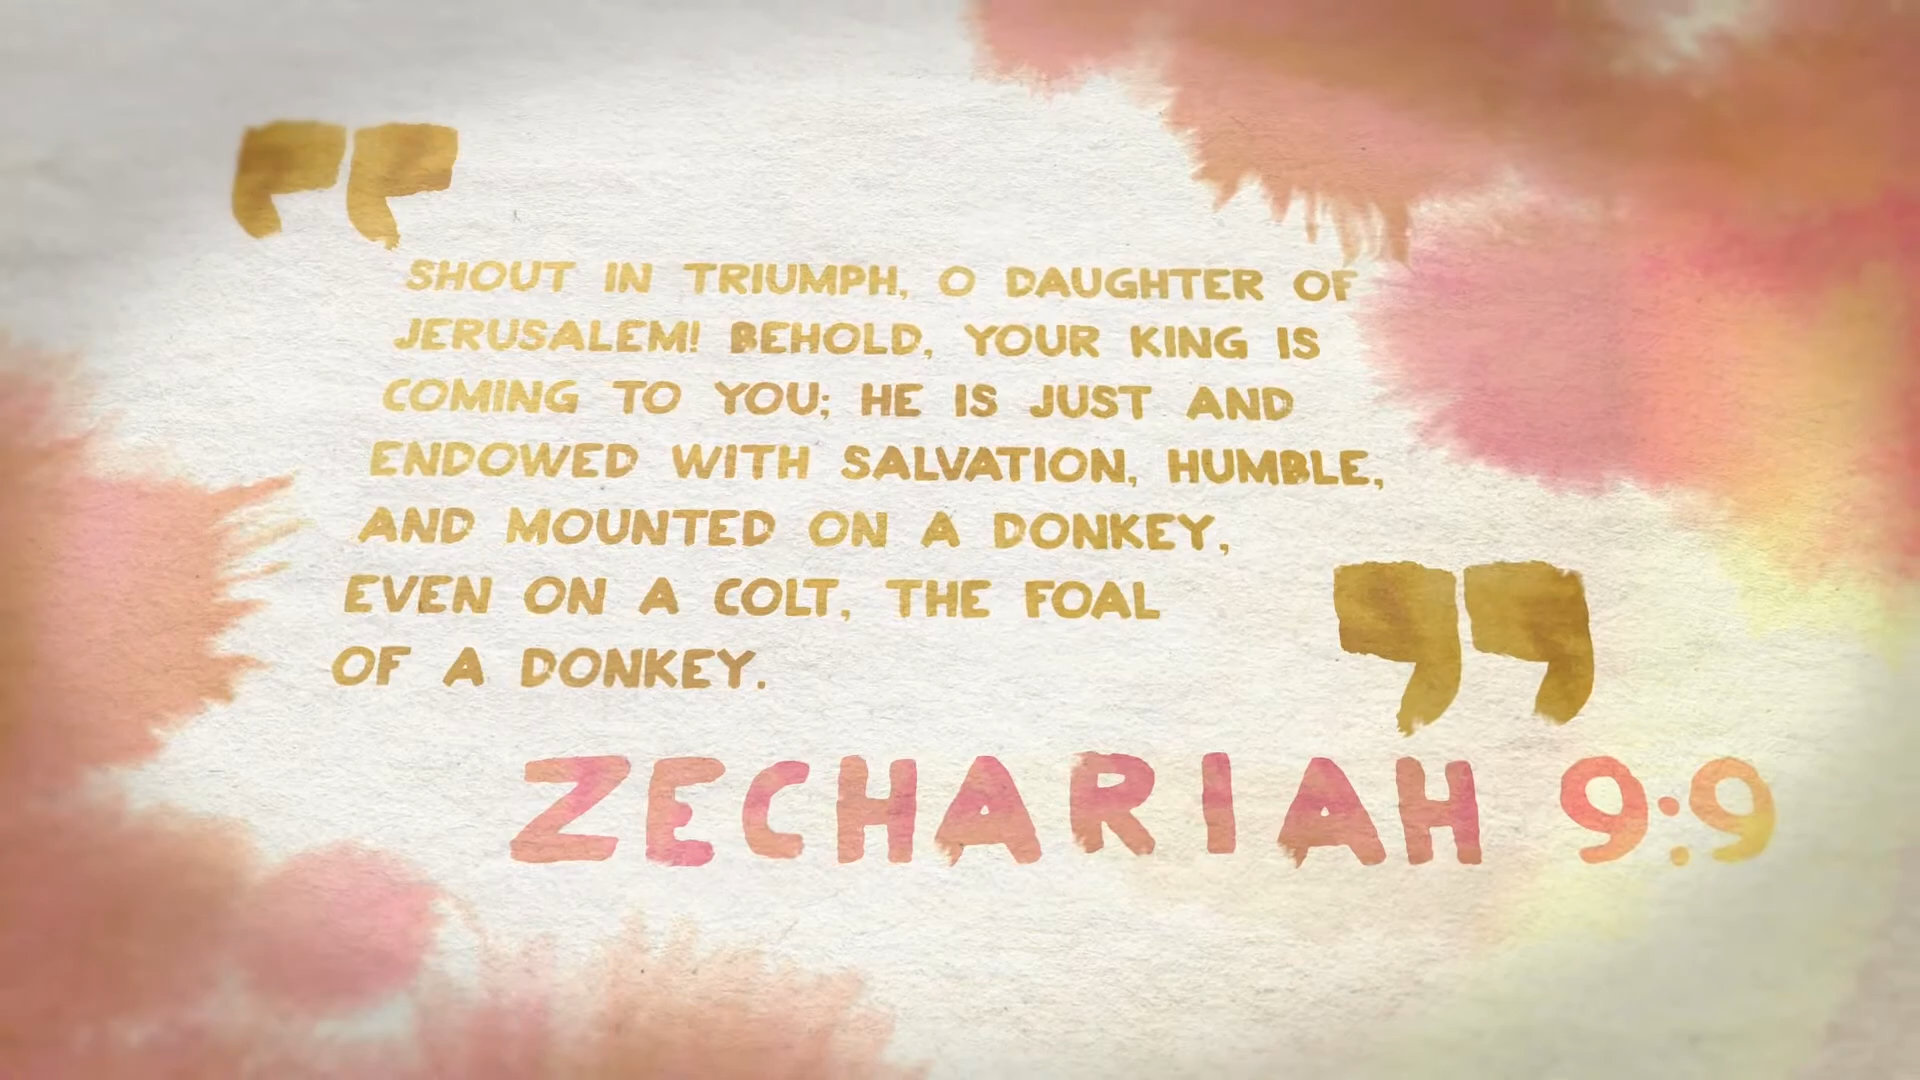 "
SHOUT IN TRIUMPH, O DAUGHTER OF
JERUSALEM! BEHOLD, YOUR KING IS
COMING TO YOU; HE IS JUST AND
ENDOWED WITH SALVATION, HUMBLE,
AND MOUNTED ON A DONKEY,
EVEN ON A COLT, THE FOAL
OF A DONKEY.
"
ZECHARIAH 9:9